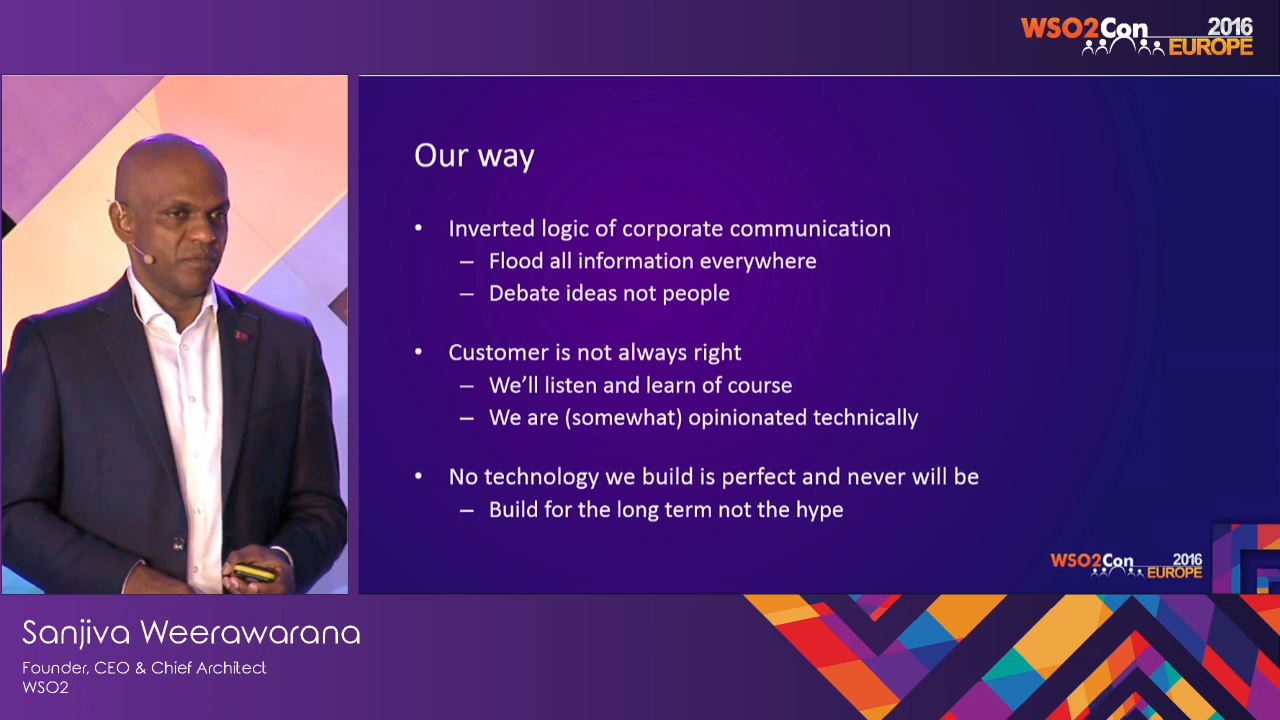 WSO2Con 2016
EUROPE
Our way
• Inverted logic of corporate communication
– Flood all information everywhere
– Debate ideas not people
• Customer is not always right
– We’ll listen and learn of course
– We are (somewhat) opinionated technically
• No technology we build is perfect and never will be
– Build for the long term not the hype
WSO2Con 2016
EUROPE
Sanjiva Weerawarana
Founder, CEO & Chief Architect
WSO2